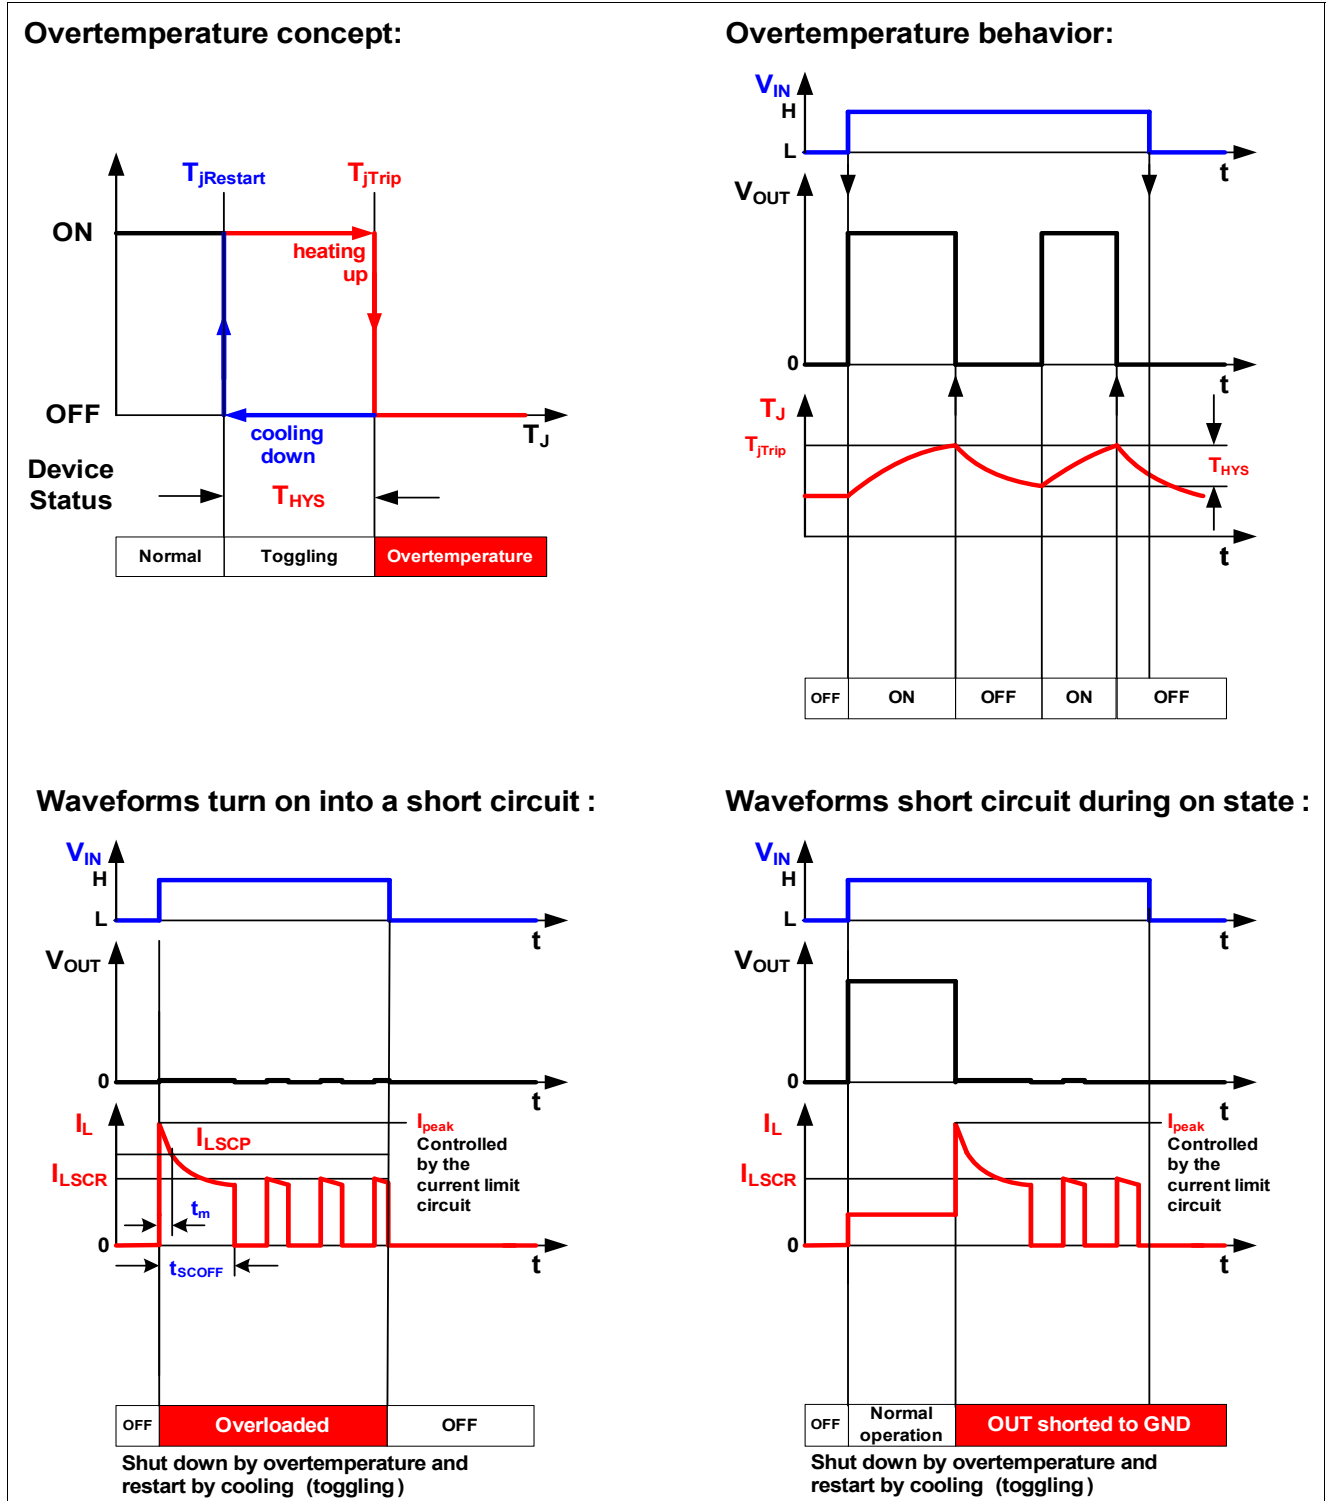 Overtemperature concept:
TjRestart
TjTrip
ON
heating
up
OFF
cooling
down
TJ
Device
Status
THYS
Normal
Toggling
Overtemperature
Overtemperature behavior:
VIN
H
L
t
VOUT
0
t
TJ
TjTrip
THYS
t
OFF
ON
OFF
ON
OFF
Waveforms turn on into a short circuit :
VIN
H
L
t
VOUT
0
t
IL
Ipeak
Controlled
by the
current limit
circuit
ILSCP
ILSCR
tm
0
t
tSCOFF
OFF
Overloaded
OFF
Shut down by overtemperature and
restart by cooling (toggling)
Waveforms short circuit during on state :
VIN
H
L
t
VOUT
0
t
IL
Ipeak
Controlled
by the
current limit
circuit
ILSCR
0
t
OFF
Normal
operation
OUT shorted to GND
Shut down by overtemperature and
restart by cooling (toggling)